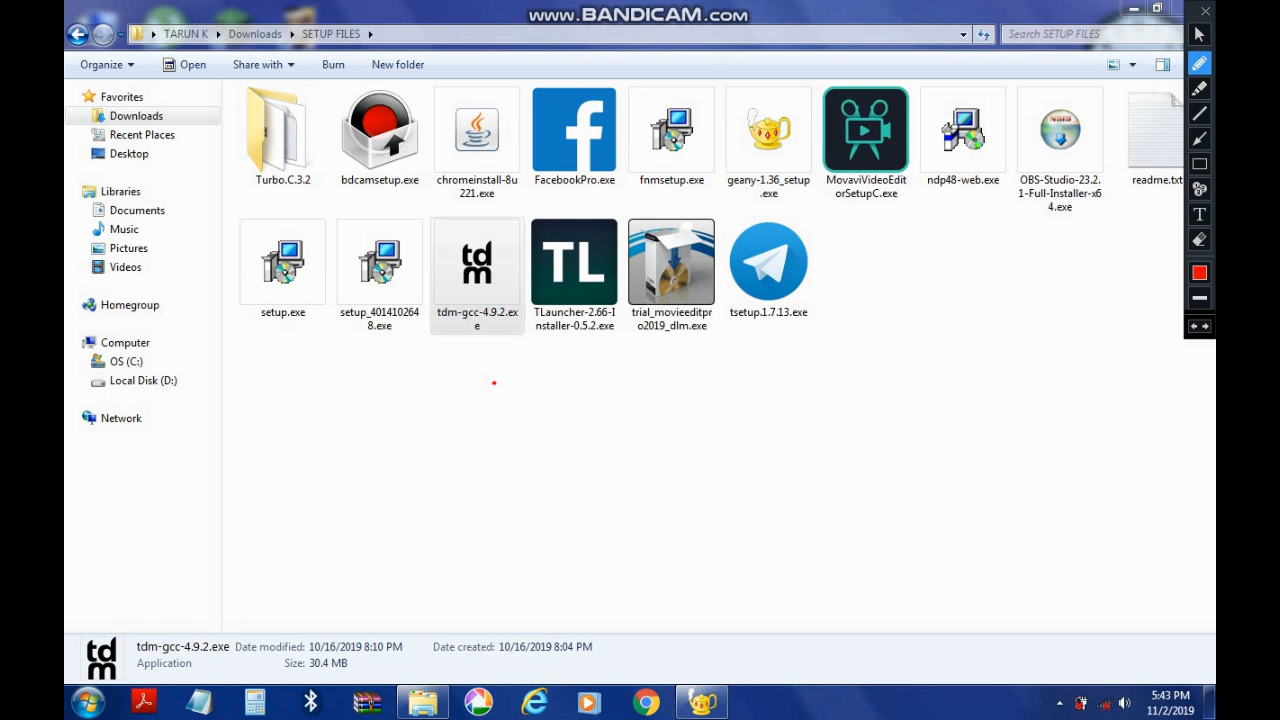 www.BANDICAM.com
TARUN K Downloads SETUP FILES
Search SETUP FILES
Organize Open Share with Burn New folder
Favorites
Downloads
Recent Places
Desktop
Libraries
Documents
Music
Pictures
Videos
Homegroup
Computer
OS (C:)
Local Disk (D:)
Network
Turbo.C.3.2
bdcamsetup.exe
chromeinstall-8u
221.exe
FacebookPro.exe
fnmsetup.exe
geany-1.36_setup
.exe
MovaviVideoEdit
orSetupC.exe
ndp48-web.exe
NSIS
OBS-Studio-23.2.
1-Full-Installer-x6
4.exe
readme.txt
setup.exe
setup_401410264
8.exe
tdm
tdm-gcc-4.9.2.ex
e
TL
TLauncher-2.66-I
nstaller-0.5.2.exe
trial_movieeditpr
o2019_dlm.exe
tsetup.1.7.13.exe
T
tdm
tdm-gcc-4.9.2.exe Date modified: 10/16/2019 8:10 PM Date created: 10/16/2019 8:04 PM
Application Size: 30.4 MB
5:43 PM
11/2/2019